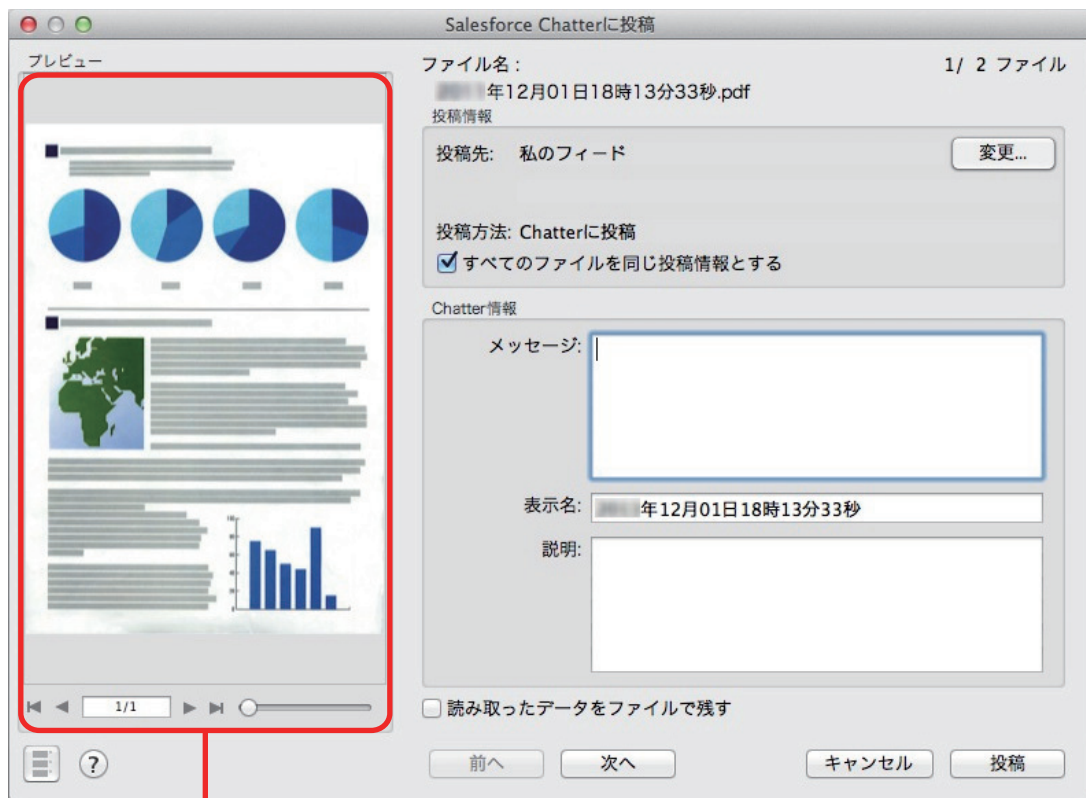 Salesforce Chatterに投稿
プレビュー
1/1
?
ファイル名:
年12月01日18時13分33秒.pdf
1/ 2 ファイル
投稿情報
投稿先: 私のフィード
変更...
投稿方法: Chatterに投稿
すべてのファイルを同じ投稿情報とする
Chatter情報
メッセージ:
表示名: 年12月01日18時13分33秒
説明:
読み取ったデータをファイルで残す
前へ
次へ
キャンセル
投稿